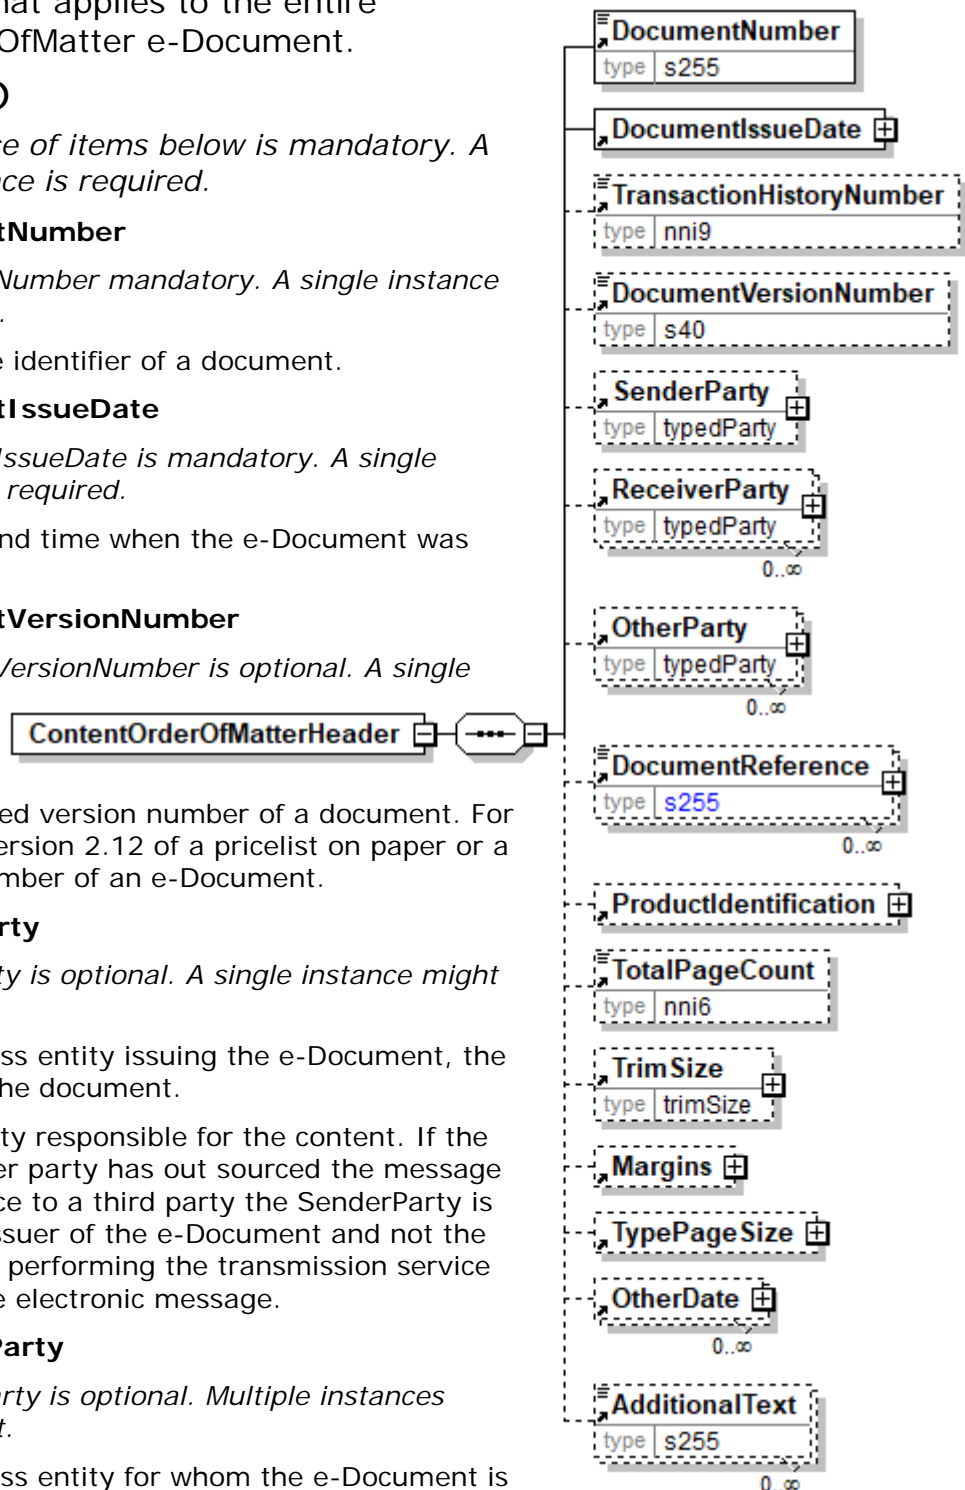 hat applies to the entire
OfMatter e-Document.
)
ce of items below is mandatory. A
nce is required.
tNumber
Number mandatory. A single instance
.
e identifier of a document.
tIssueDate
IssueDate is mandatory. A single
required.
nd time when the e-Document was
tVersionNumber
VersionNumber is optional. A single
ContentOrderOfMatterHeader
ed version number of a document. For
ersion 2.12 of a pricelist on paper or a
mber of an e-Document.
rty
ty is optional. A single instance might
ss entity issuing the e-Document, the
he document.
ty responsible for the content. If the
er party has out sourced the message
ce to a third party the SenderParty is
ssuer of the e-Document and not the
performing the transmission service
e electronic message.
Party
arty is optional. Multiple instances
t.
ss entity for whom the e-Document is
DocumentNumber
type s255
DocumentIssueDate
TransactionHistoryNumber
type nni9
DocumentVersionNumber
type s40
SenderParty
type typedParty
ReceiverParty
type typedParty
0..∞
OtherParty
type typedParty
0..∞
DocumentReference
type s255
0..∞
ProductIdentification
TotalPageCount
type nni6
TrimSize
type trimSize
Margins
TypePageSize
OtherDate
0..∞
AdditionalText
type s255
0..∞